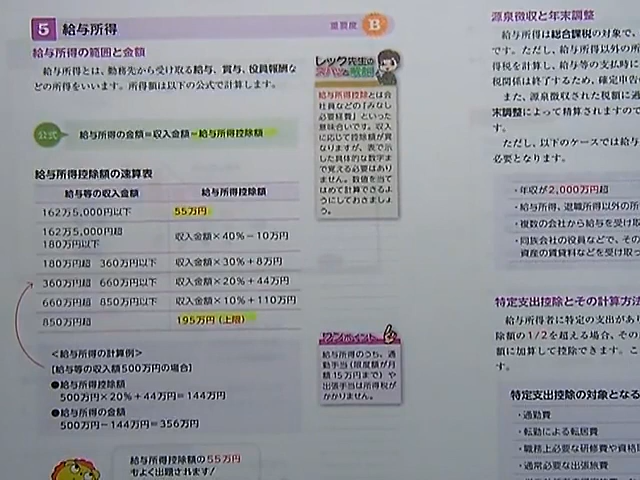 5 給与所得
重要度 B
給与所得の範囲と金額
給与所得とは、勤務先から受け取る給与、賞与、役員報酬な
どの所得をいいます。所得額は以下の公式で計算します。
公式
給与所得の金額＝収入金額－給与所得控除額
給与所得控除額の速算表
給与等の収入金額 給与所得控除額
162万5,000円以下 55万円
162万5,000円超
180万円以下 収入金額×40％－10万円
180万円超 360万円以下 収入金額×30％＋8万円
360万円超 660万円以下 収入金額×20％＋44万円
660万円超 850万円以下 収入金額×10％＋110万円
850万円超 195万円（上限）
＜給与所得の計算例＞
［給与等の収入額500万円の場合］
●給与所得控除額
500万円×20％＋44万円＝144万円
●給与所得の金額
500万円－144万円＝356万円
給与所得控除額の55万円
もよく出題されます！
レック先生の
スパッと解説
給与所得控除とは会
社員などの「みなし
必要経費」といった
意味合いです。収入
に応じて控除額が異
なりますが、表で示
した具体的な数字ま
で覚える必要はあり
ません。数値を当て
はめて計算できるよ
うにしておきましょ
う。
ワンポイント
給与所得のうち、通
勤手当（限度額が月
額15万円まで）や
出張手当は所得税が
かかりません。
源泉徴収と年末調整
給与所得は総合課税の対象で、
です。ただし、給与所得以外の所
得税を計算し、給与等の支払時に
税関係は終了するため、確定申告
また、源泉徴収された税額に過
末調整によって精算されますので
す。
ただし、以下のケースでは給与
必要となります。
・年収が2,000万円超
・給与所得、退職所得以外の所
・複数の会社から給与を受け取
・同族会社の役員などで、その
資産の賃貸料などを受け取っ
特定支出控除とその計算方法
給与所得者に特定の支出があり
除額の1/2を超える場合、その
額に加算して控除できます。こ
す。
特定支出控除の対象となる
・通勤費
・転勤による転居費
・職務上必要な研修費や資格
・通常必要な出張旅費